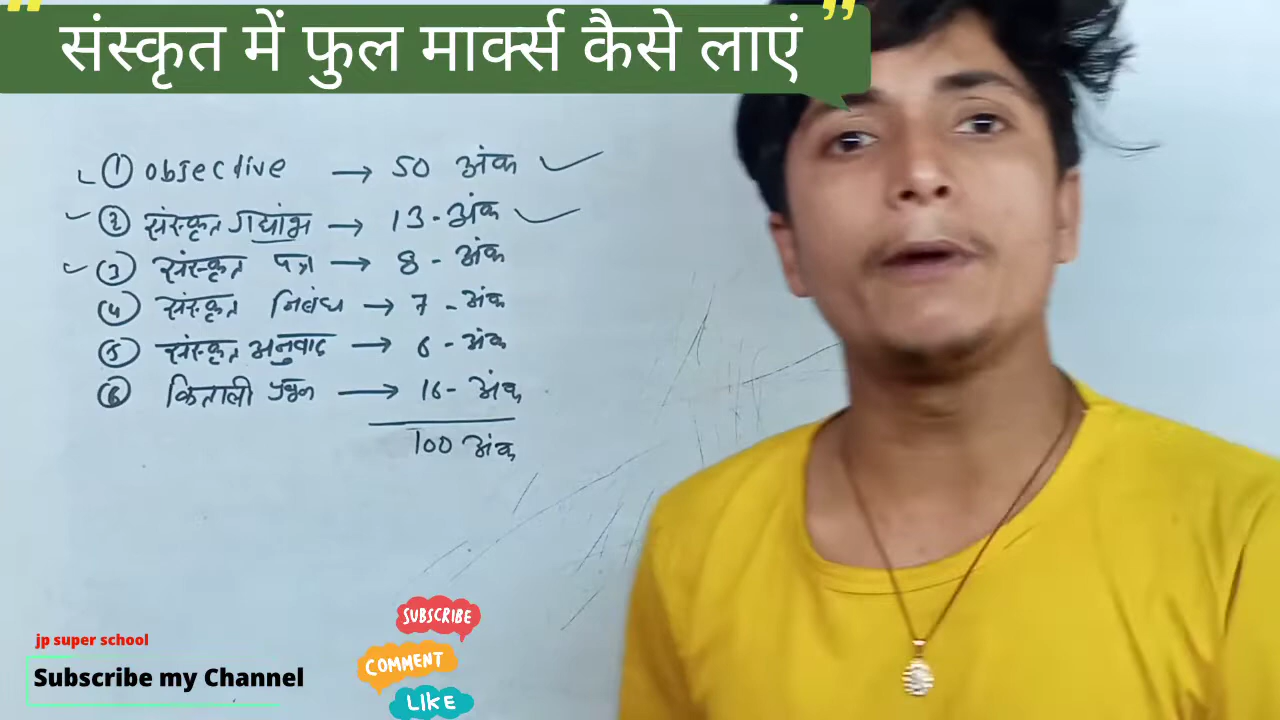 " संस्कृत में फुल मार्क्स कैसे लाएं "
① objective → 50 अंक ✓
② संस्कृत गद्यांश → 13 - अंक ✓
③ संस्कृत पत्र → 8 - अंक
④ संस्कृत निबंध → 7 - अंक
⑤ संस्कृत अनुवाद → 6 - अंक
⑥ किताली प्रश्न → 16 - अंक
100 अंक
SUBSCRIBE
jp super school
COMMENT
Subscribe my Channel
LIKE